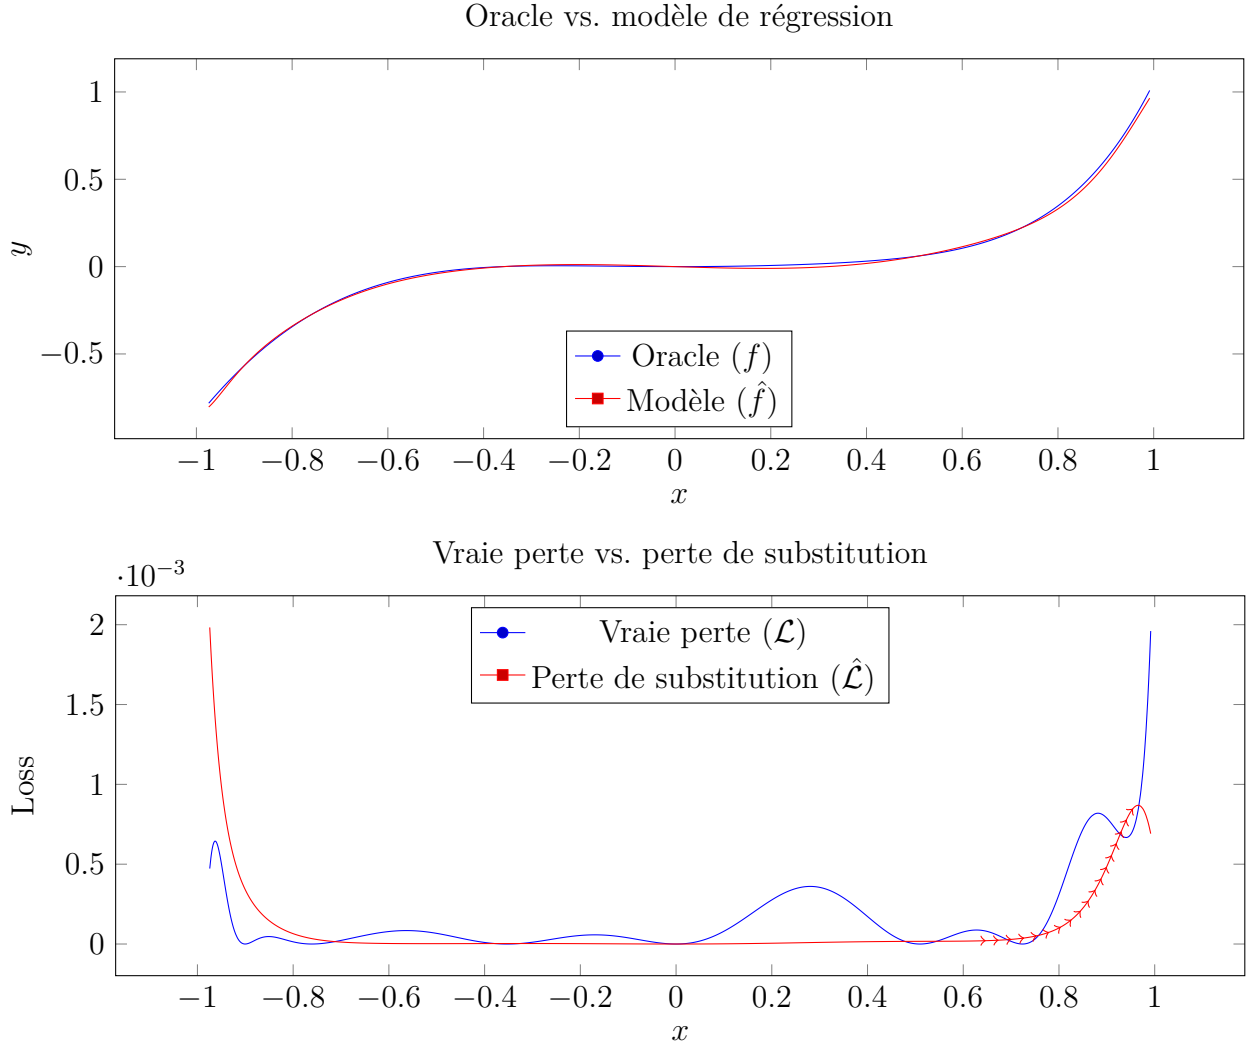 Oracle vs. modèle de régression
1
0.5
0
−0.5
y
Oracle (f)
Modèle (f̂)
−1 −0.8 −0.6 −0.4 −0.2 0 0.2 0.4 0.6 0.8 1
x
Vraie perte vs. perte de substitution
·10⁻³
2
1.5
1
0.5
0
Loss
Vraie perte (ℒ)
Perte de substitution (ℒ̂)
−1 −0.8 −0.6 −0.4 −0.2 0 0.2 0.4 0.6 0.8 1
x